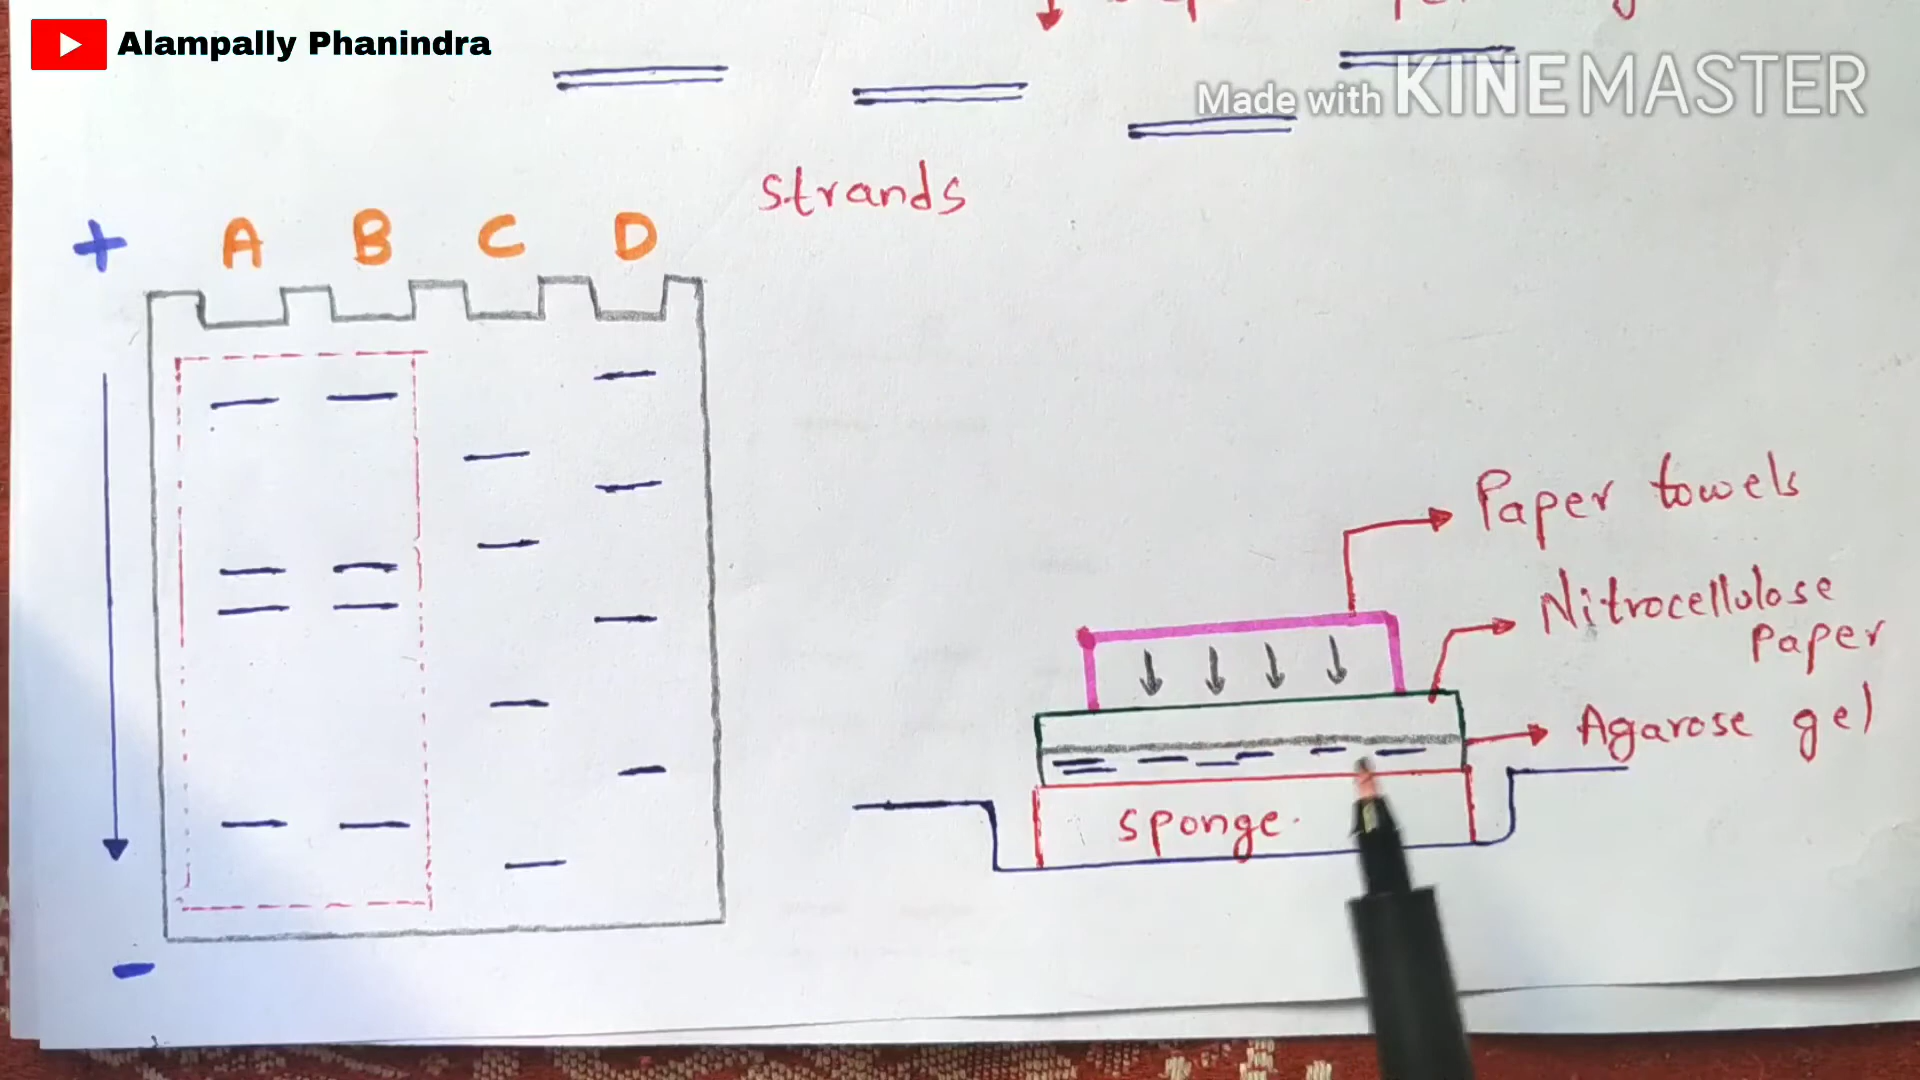 Alampally Phanindra
Made with KINEMASTER
strands
+ A B C D
Paper towels
Nitrocellulose
paper
Agarose gel
sponge.
-